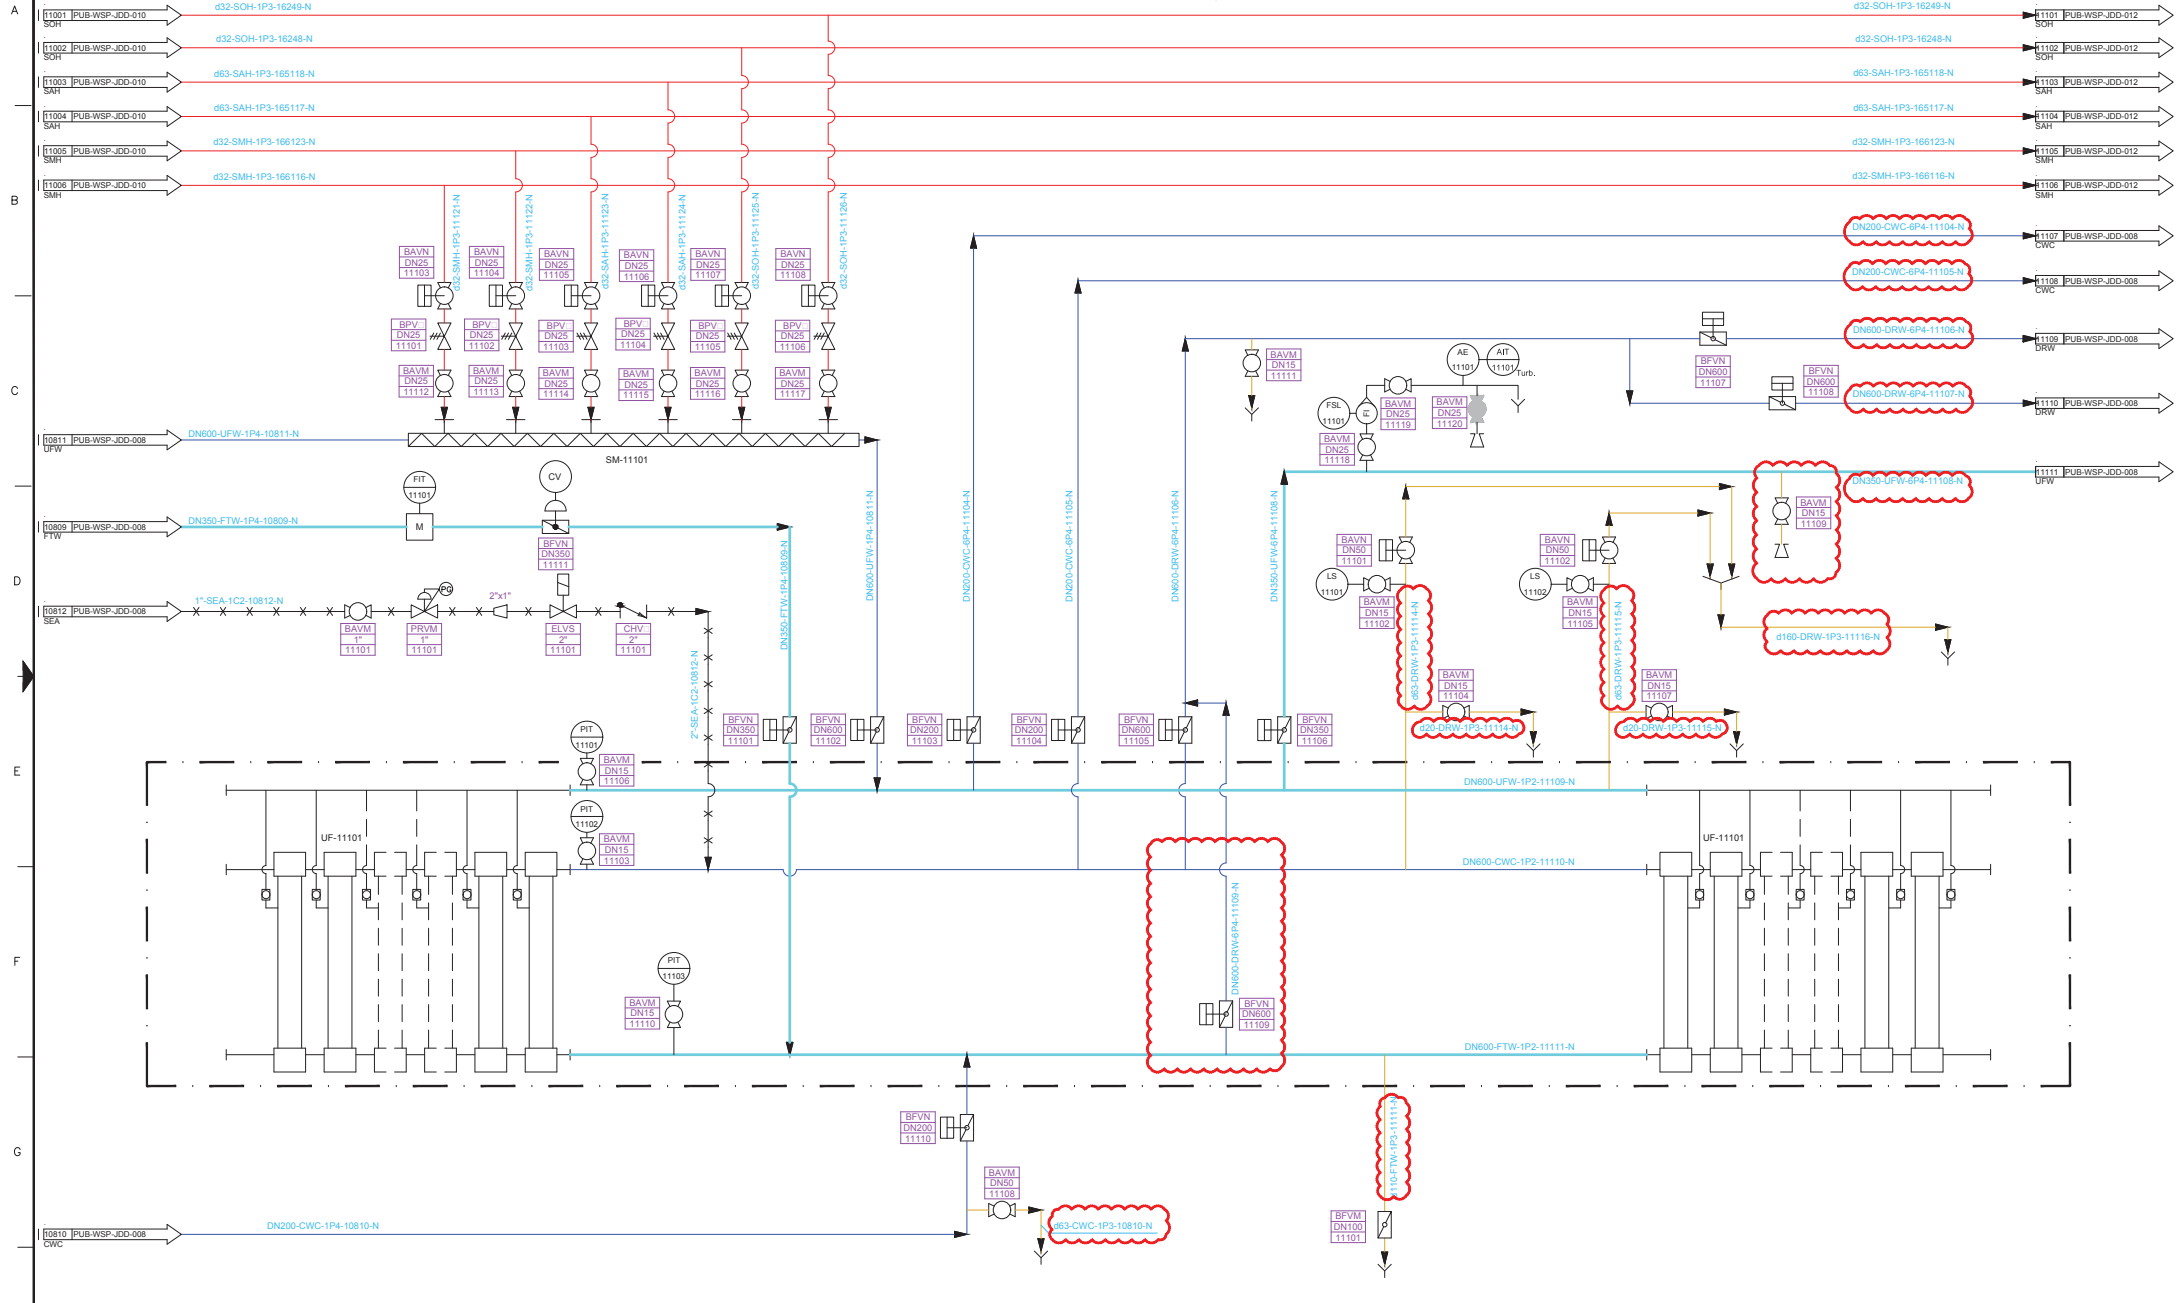 A
11001 PUB-WSP-JDD-010
SOH
d32-SOH-1P3-16249-N
d32-SOH-1P3-16249-N
11101 PUB-WSP-JDD-012
SOH
11002 PUB-WSP-JDD-010
SOH
d32-SOH-1P3-16248-N
d32-SOH-1P3-16248-N
11102 PUB-WSP-JDD-012
SOH
11003 PUB-WSP-JDD-010
SAH
d63-SAH-1P3-165118-N
d63-SAH-1P3-165118-N
11103 PUB-WSP-JDD-012
SAH
11004 PUB-WSP-JDD-010
SAH
d63-SAH-1P3-165117-N
d63-SAH-1P3-165117-N
11104 PUB-WSP-JDD-012
SAH
11005 PUB-WSP-JDD-010
SMH
d32-SMH-1P3-166123-N
d32-SMH-1P3-166123-N
11105 PUB-WSP-JDD-012
SMH
11006 PUB-WSP-JDD-010
SMH
d32-SMH-1P3-166116-N
d32-SMH-1P3-166116-N
11106 PUB-WSP-JDD-012
SMH
B
d32-SMH-1P3-11121-N
d32-SMH-1P3-11122-N
d32-SAH-1P3-11123-N
d32-SAH-1P3-11124-N
d32-SOH-1P3-11125-N
d32-SOH-1P3-11126-N
DN200-CWC-6P4-11104-N
11107 PUB-WSP-JDD-008
CWC
BAVN
DN25
11103
BAVN
DN25
11104
BAVN
DN25
11105
BAVN
DN25
11106
BAVN
DN25
11107
BAVN
DN25
11108
DN200-CWC-6P4-11105-N
11108 PUB-WSP-JDD-008
CWC
BPV
DN25
11101
BPV
DN25
11102
BPV
DN25
11103
BPV
DN25
11104
BPV
DN25
11105
BPV
DN25
11106
DN600-DRW-6P4-11106-N
11109 PUB-WSP-JDD-008
DRW
BFVN
DN600
11107
BFVN
DN600
11108
C
BAVM
DN25
11112
BAVM
DN25
11113
BAVM
DN25
11114
BAVM
DN25
11115
BAVM
DN25
11116
BAVM
DN25
11117
BAVM
DN15
11111
AE
11101
AIT
11101
Turb.
FSL
11101
FI
BAVM
DN25
11119
BAVM
DN25
11120
BAVM
DN25
11118
DN600-DRW-6P4-11107-N
11110 PUB-WSP-JDD-008
DRW
10811 PUB-WSP-JDD-008
UFW
DN600-UFW-1P4-10811-N
SM-11101
11111 PUB-WSP-JDD-008
UFW
DN350-UFW-6P4-11108-N
FIT
11101
M
CV
10809 PUB-WSP-JDD-008
FTW
DN350-FTW-1P4-10809-N
BFVN
DN350
11111
DN350-FTW-1P4-10809-N
DN600-UFW-1P4-10811-N
DN200-CWC-6P4-11104-N
DN200-CWC-6P4-11105-N
DN600-DRW-6P4-11106-N
DN350-UFW-6P4-11108-N
BAVM
DN15
11109
BAVN
DN50
11101
BAVN
DN50
11102
D
LS
11101
BAVM
DN15
11102
LS
11102
BAVM
DN15
11105
d63-DRW-1P3-11114-N
d63-DRW-1P3-11115-N
d160-DRW-1P3-11116-N
10812 PUB-WSP-JDD-008
SEA
1"-SEA-1C2-10812-N
PG
2"x1"
BAVM
1"
11101
PRVM
1"
11101
ELVS
2"
11101
CHV
2"
11101
2"-SEA-1C2-10812-N
BAVM
DN15
11104
BAVM
DN15
11107
d20-DRW-1P3-11114-N
d20-DRW-1P3-11115-N
BFVN
DN350
11101
BFVN
DN600
11102
BFVN
DN200
11103
BFVN
DN200
11104
BFVN
DN600
11105
BFVN
DN350
11106
E
PIT
11101
BAVM
DN15
11106
DN600-UFW-1P2-11109-N
PIT
11102
BAVM
DN15
11103
UF-11101
UF-11101
DN600-CWC-1P2-11110-N
DN600-DRW-6P4-11109-N
F
PIT
11103
BAVM
DN15
11110
BFVN
DN600
11109
DN600-FTW-1P2-11111-N
G
BFVN
DN200
11110
BAVM
DN50
11108
d110-FTW-1P3-11111-N
10810 PUB-WSP-JDD-008
CWC
DN200-CWC-1P4-10810-N
d63-CWC-1P3-10810-N
BFVM
DN100
11101